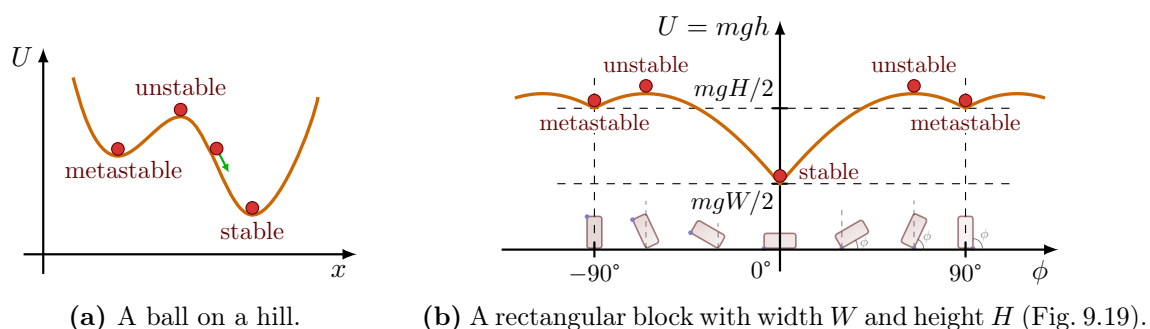 U
unstable
metastable
stable
x
(a) A ball on a hill.
U = mgh
unstable
unstable
mgH/2
metastable
metastable
stable
mgW/2
ϕ
ϕ
ϕ
−90°
0°
90°
ϕ
(b) A rectangular block with width W and height H (Fig. 9.19).